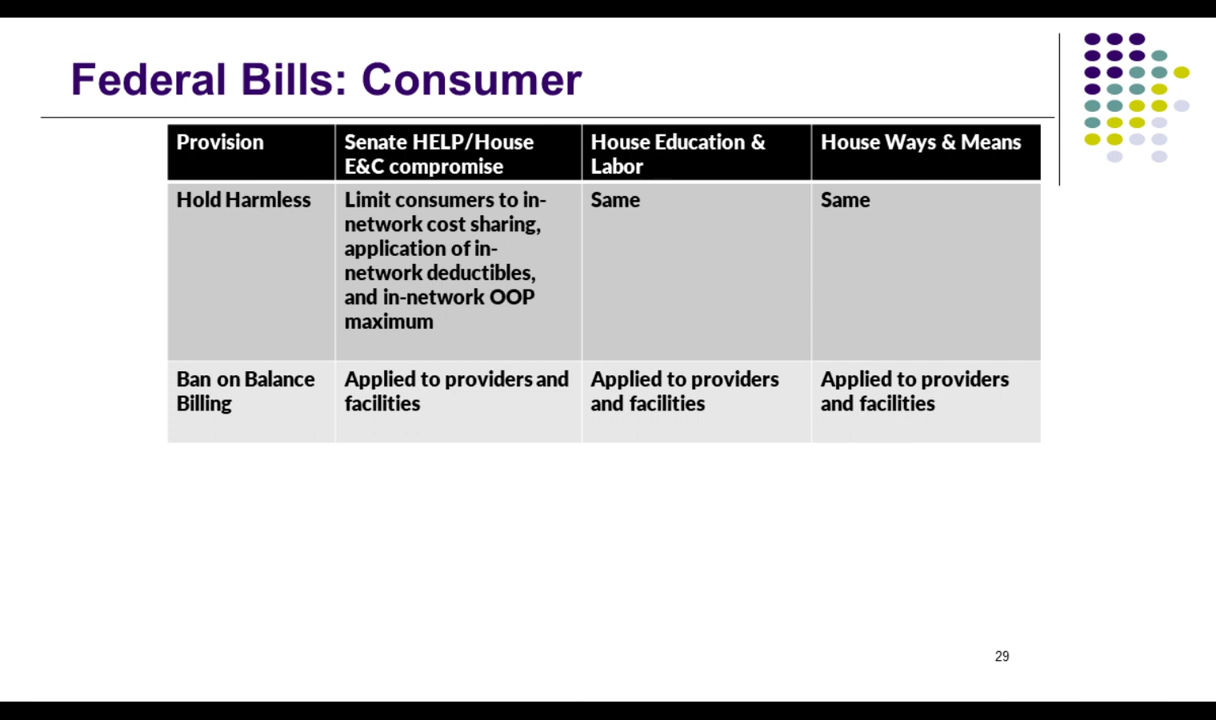 Federal Bills: Consumer
Provision
Senate HELP/House
E&C compromise
House Education &
Labor
House Ways & Means
Hold Harmless
Limit consumers to in-
network cost sharing,
application of in-
network deductibles,
and in-network OOP
maximum
Same
Same
Ban on Balance
Billing
Applied to providers and
facilities
Applied to providers
and facilities
Applied to providers
and facilities
29